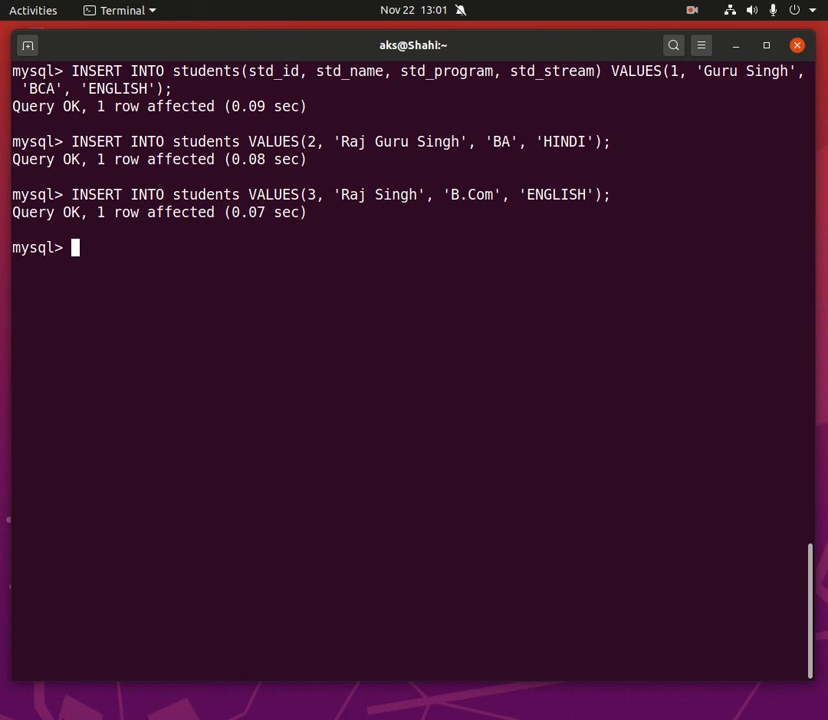 Activities Terminal Nov 22 13:01
aks@Shahi:~
mysql> INSERT INTO students(std_id, std_name, std_program, std_stream) VALUES(1, 'Guru Singh',
'BCA', 'ENGLISH');
Query OK, 1 row affected (0.09 sec)
mysql> INSERT INTO students VALUES(2, 'Raj Guru Singh', 'BA', 'HINDI');
Query OK, 1 row affected (0.08 sec)
mysql> INSERT INTO students VALUES(3, 'Raj Singh', 'B.Com', 'ENGLISH');
Query OK, 1 row affected (0.07 sec)
mysql>